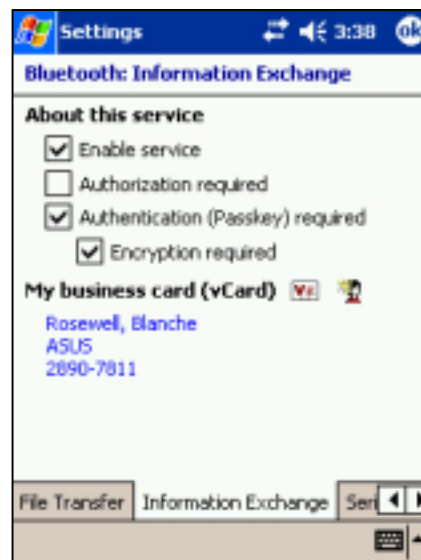 Settings 3:38 ok
Bluetooth: Information Exchange
About this service
Enable service
Authorization required
Authentication (Passkey) required
Encryption required
My business card (vCard)
Rosewell, Blanche
ASUS
2890-7811
File Transfer Information Exchange Seri